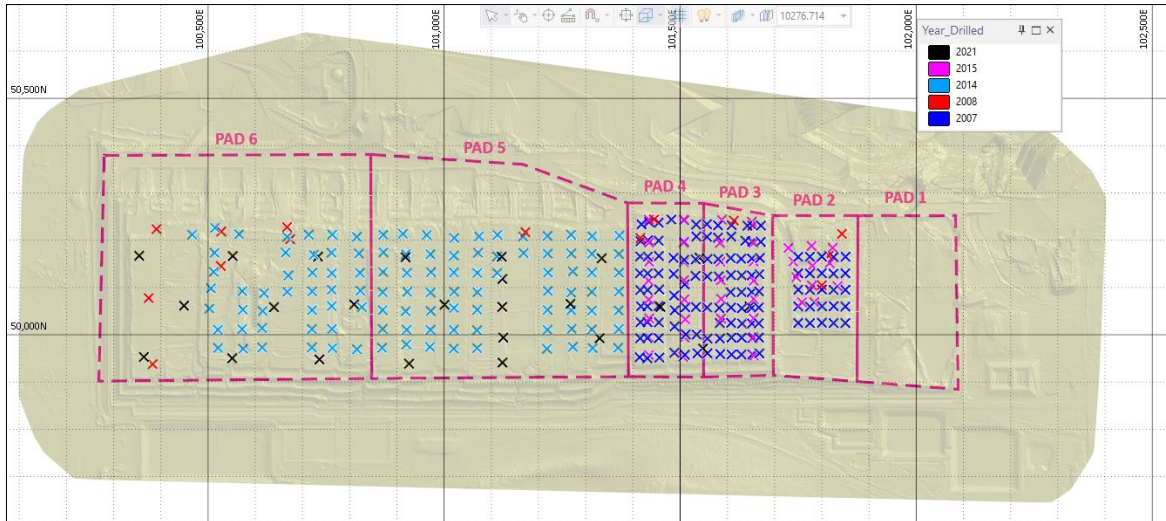 100,500E
101,000E
101,500E
102,000E
102,500E
10276.714
Year_Drilled
2021
2015
2014
2008
2007
50,500N
PAD 6
PAD 5
PAD 4
PAD 3
PAD 2
PAD 1
50,000N